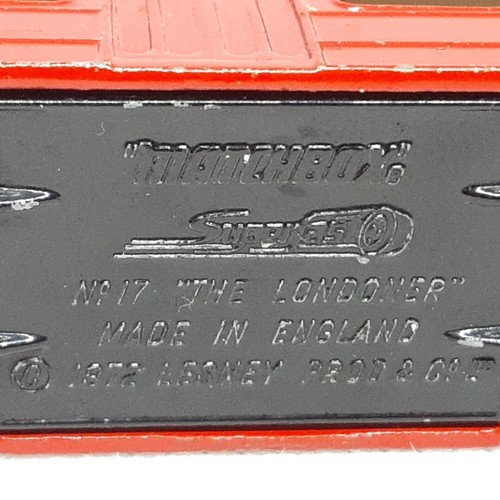 "MATCHBOX"®
Superfast
Nº 17 "THE LONDONER"
MADE IN ENGLAND
© 1972 LESNEY PROD & Cº. LTD